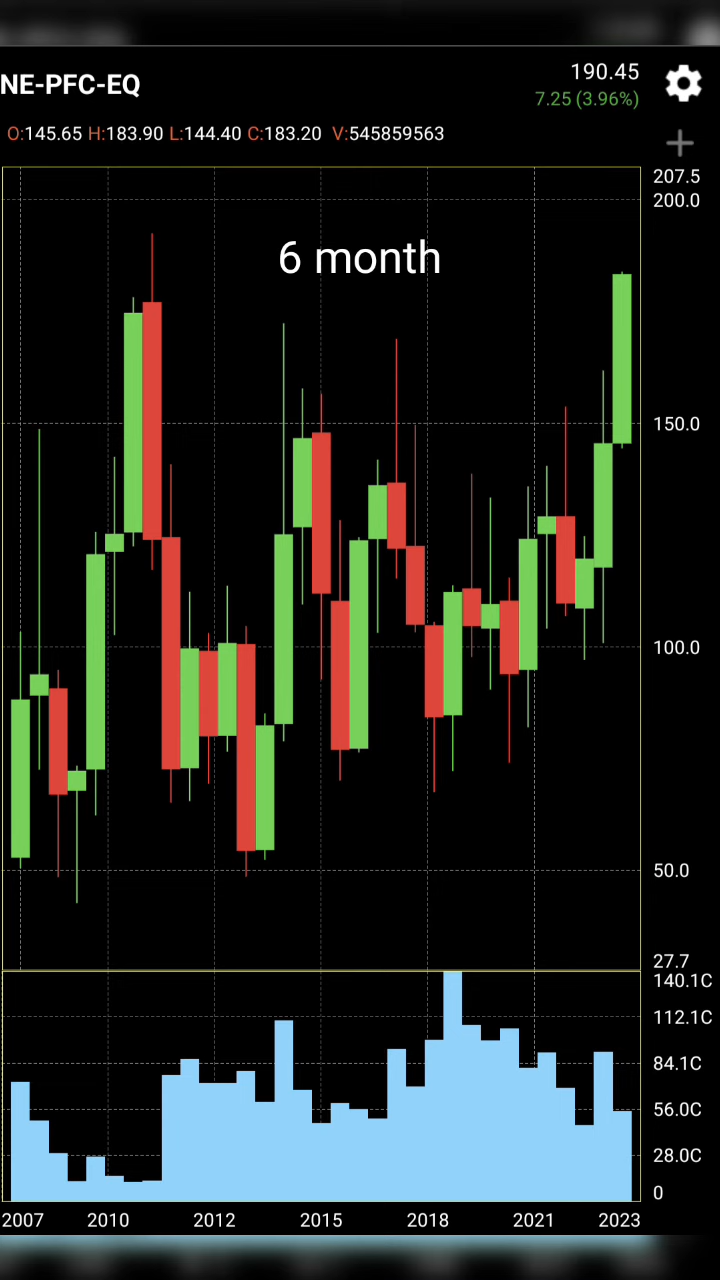 190.45
NE-PFC-EQ
7.25 (3.96%)
O:145.65 H:183.90 L:144.40 C:183.20 V:545859563
207.5
200.0
6 month
150.0
100.0
50.0
27.7
140.1C
112.1C
84.1C
56.0C
28.0C
0
2007 2010 2012 2015 2018 2021 2023